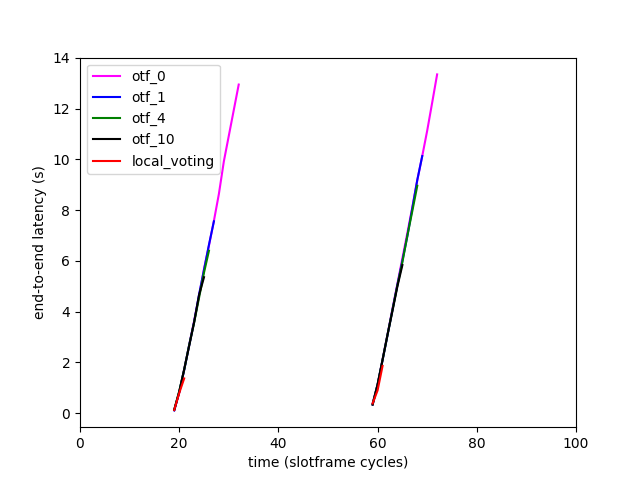 14
12
10
8
6
4
2
0
end-to-end latency (s)
otf_0
otf_1
otf_4
otf_10
local_voting
0 20 40 60 80 100
time (slotframe cycles)